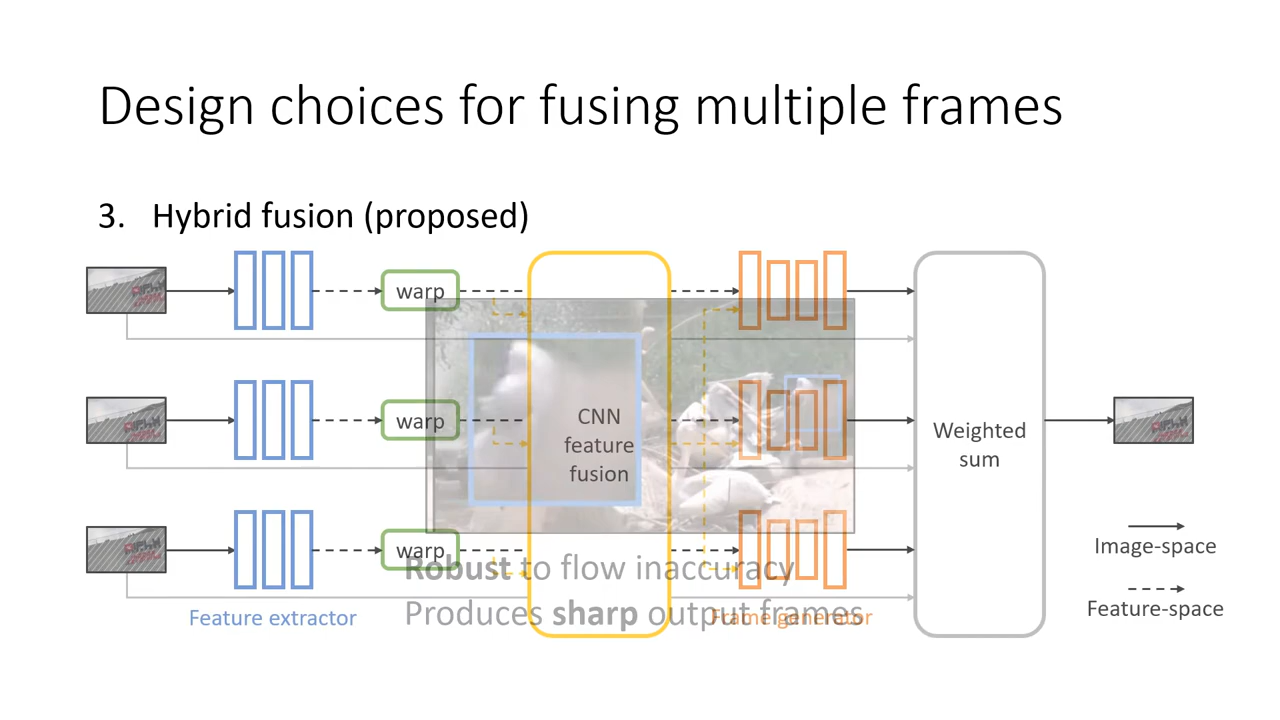 Design choices for fusing multiple frames
3. Hybrid fusion (proposed)
warp
warp
CNN
feature
fusion
Weighted
sum
warp
Image-space
Robust to flow inaccuracy
Feature extractor
Produces sharp output frames
Frame generator
Feature-space